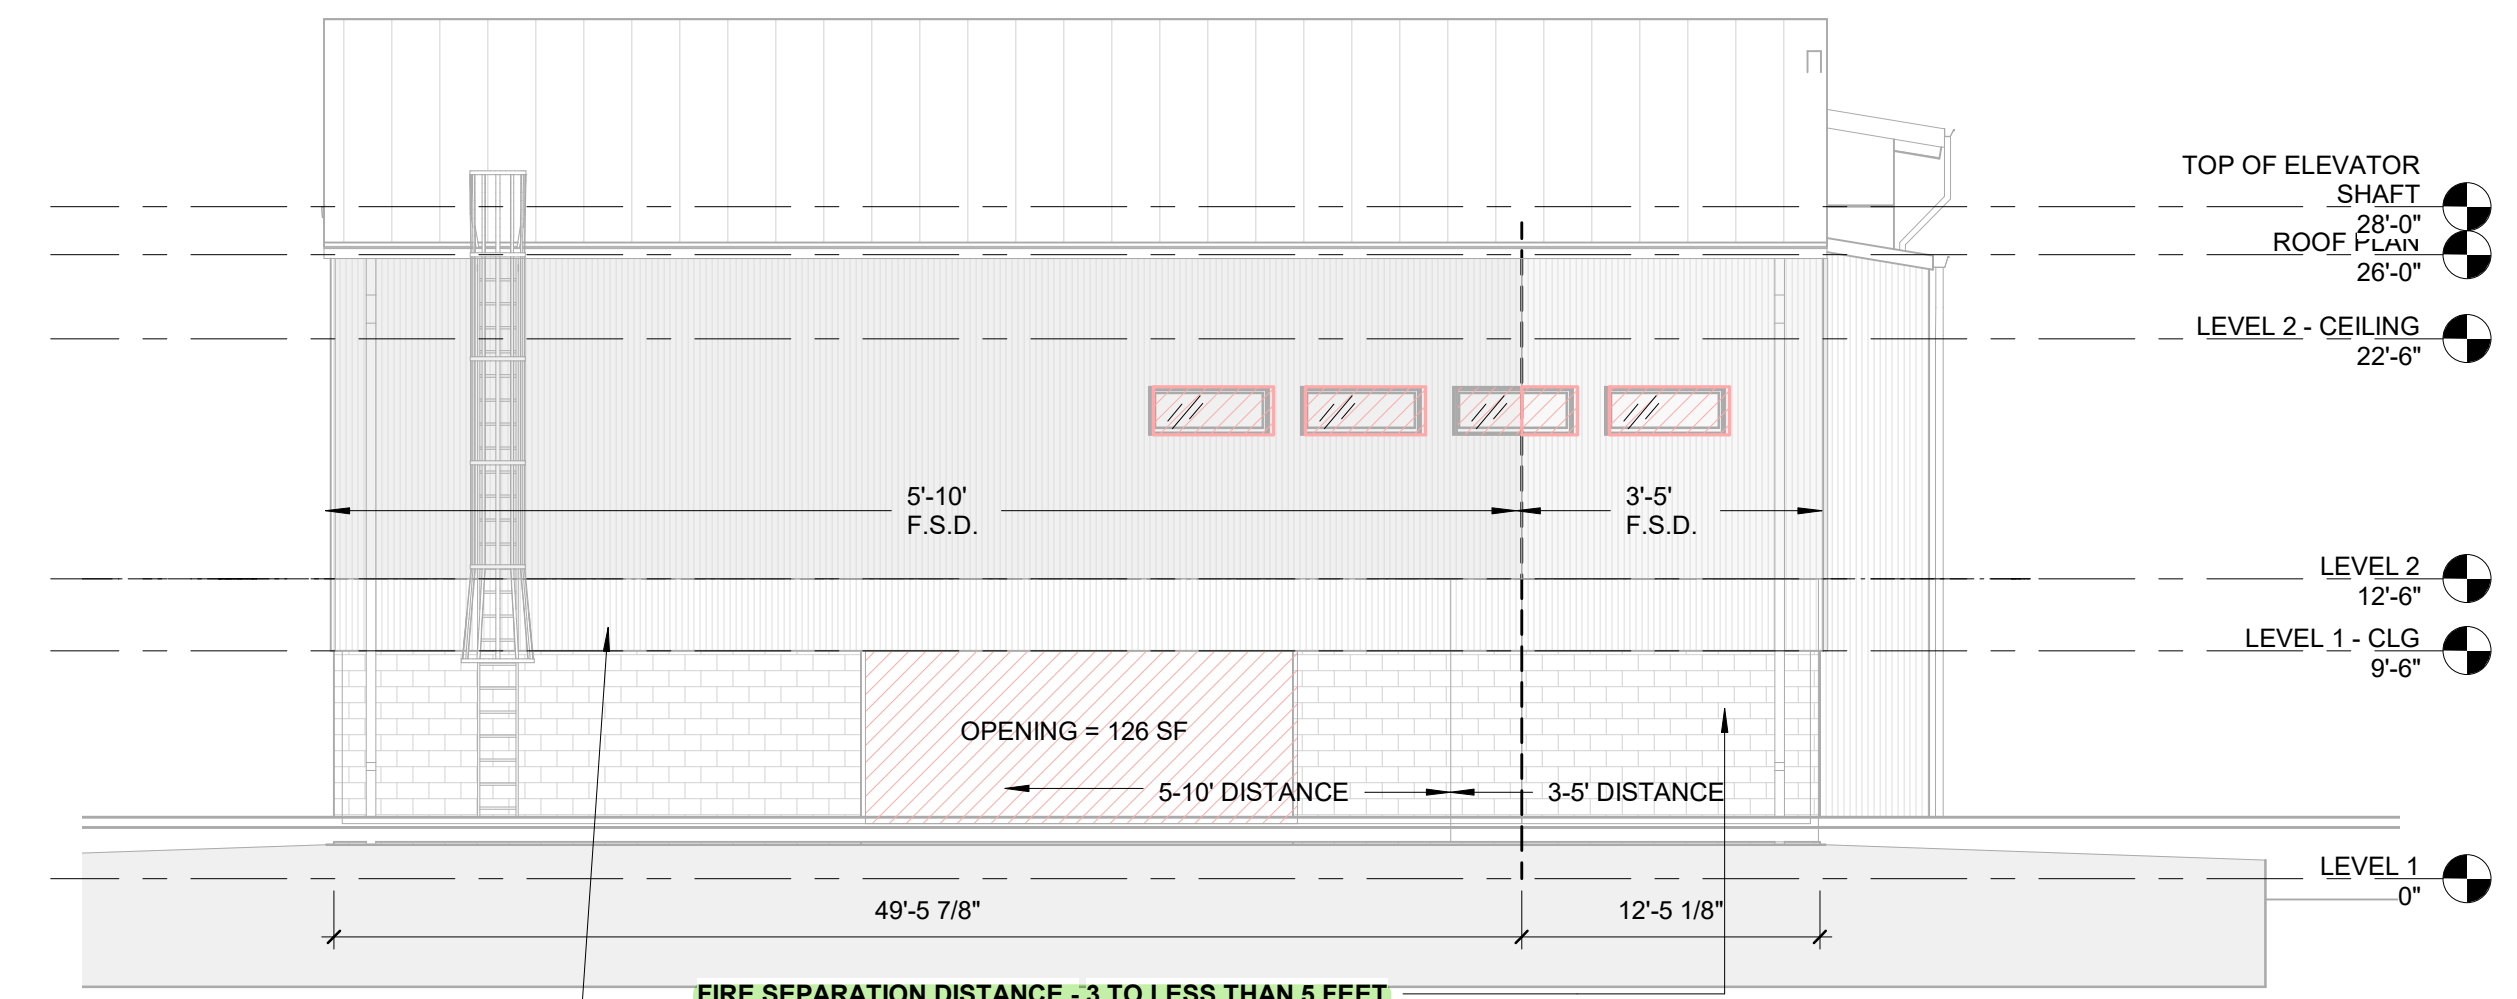 TOP OF ELEVATOR
SHAFT
28'-0"
ROOF PLAN
26'-0"
LEVEL 2 - CEILING
22'-6"
5'-10'
F.S.D.
3'-5'
F.S.D.
LEVEL 2
12'-6"
LEVEL 1 - CLG
9'-6"
OPENING = 126 SF
5-10' DISTANCE
3-5' DISTANCE
LEVEL 1
0"
49'-5 7/8"
12'-5 1/8"
FIRE SEPARATION DISTANCE - 3 TO LESS THAN 5 FEET